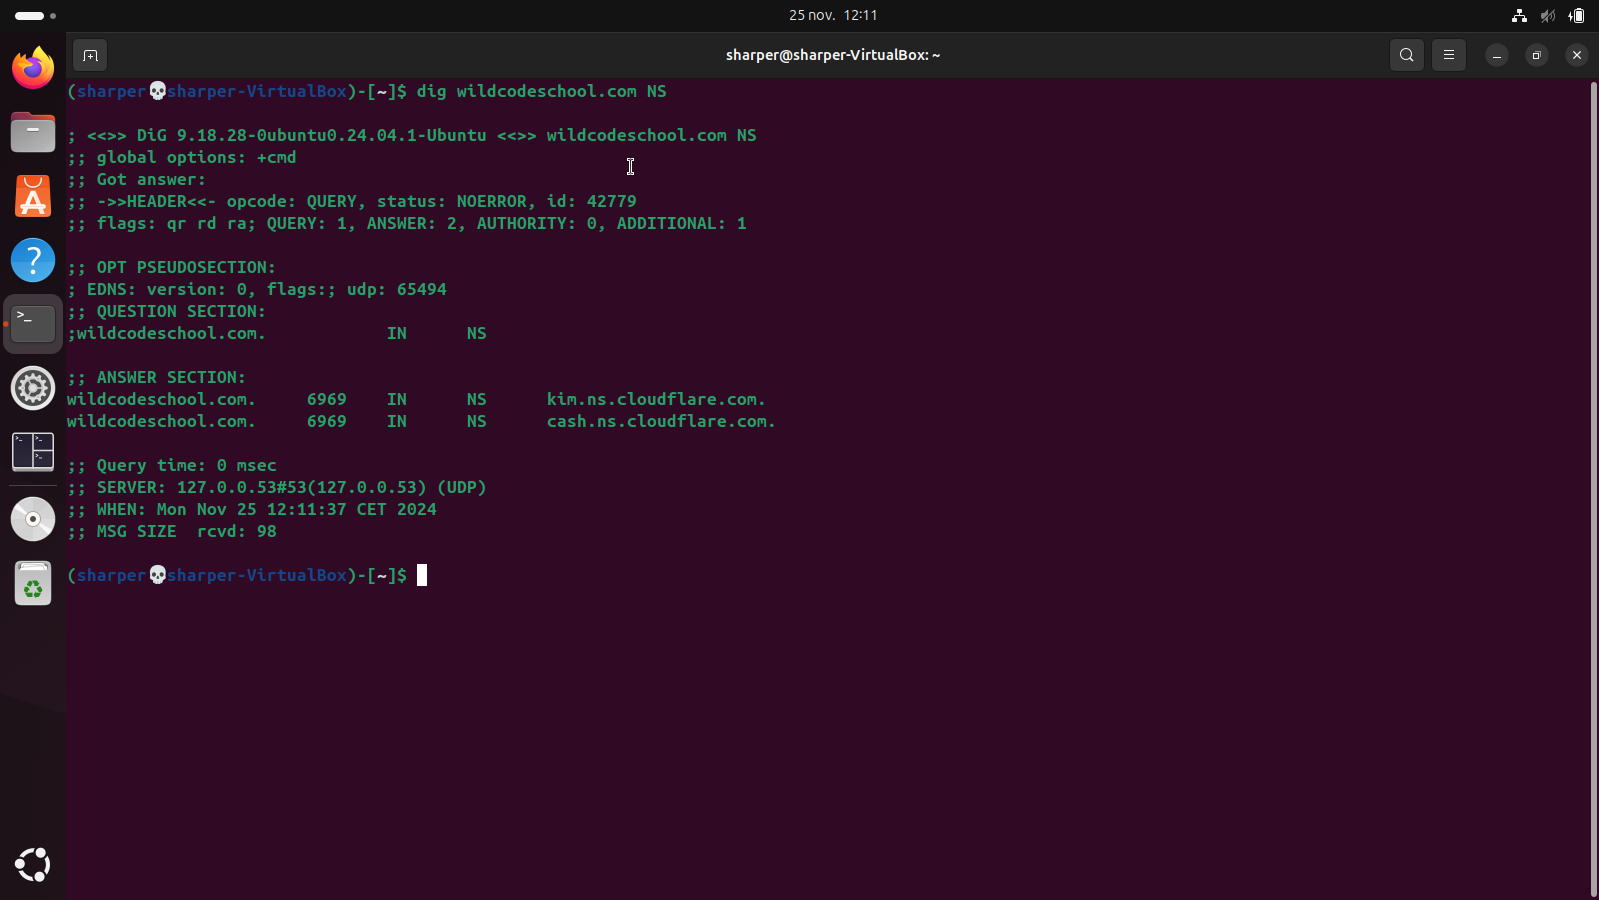 25 nov. 12:11
sharper@sharper-VirtualBox: ~
(sharper💀sharper-VirtualBox)-[~]$ dig wildcodeschool.com NS
; <<>> DiG 9.18.28-0ubuntu0.24.04.1-Ubuntu <<>> wildcodeschool.com NS
;; global options: +cmd
;; Got answer:
;; ->>HEADER<<- opcode: QUERY, status: NOERROR, id: 42779
;; flags: qr rd ra; QUERY: 1, ANSWER: 2, AUTHORITY: 0, ADDITIONAL: 1
;; OPT PSEUDOSECTION:
; EDNS: version: 0, flags:; udp: 65494
;; QUESTION SECTION:
;wildcodeschool.com. IN NS
;; ANSWER SECTION:
wildcodeschool.com. 6969 IN NS kim.ns.cloudflare.com.
wildcodeschool.com. 6969 IN NS cash.ns.cloudflare.com.
;; Query time: 0 msec
;; SERVER: 127.0.0.53#53(127.0.0.53) (UDP)
;; WHEN: Mon Nov 25 12:11:37 CET 2024
;; MSG SIZE  rcvd: 98
(sharper💀sharper-VirtualBox)-[~]$